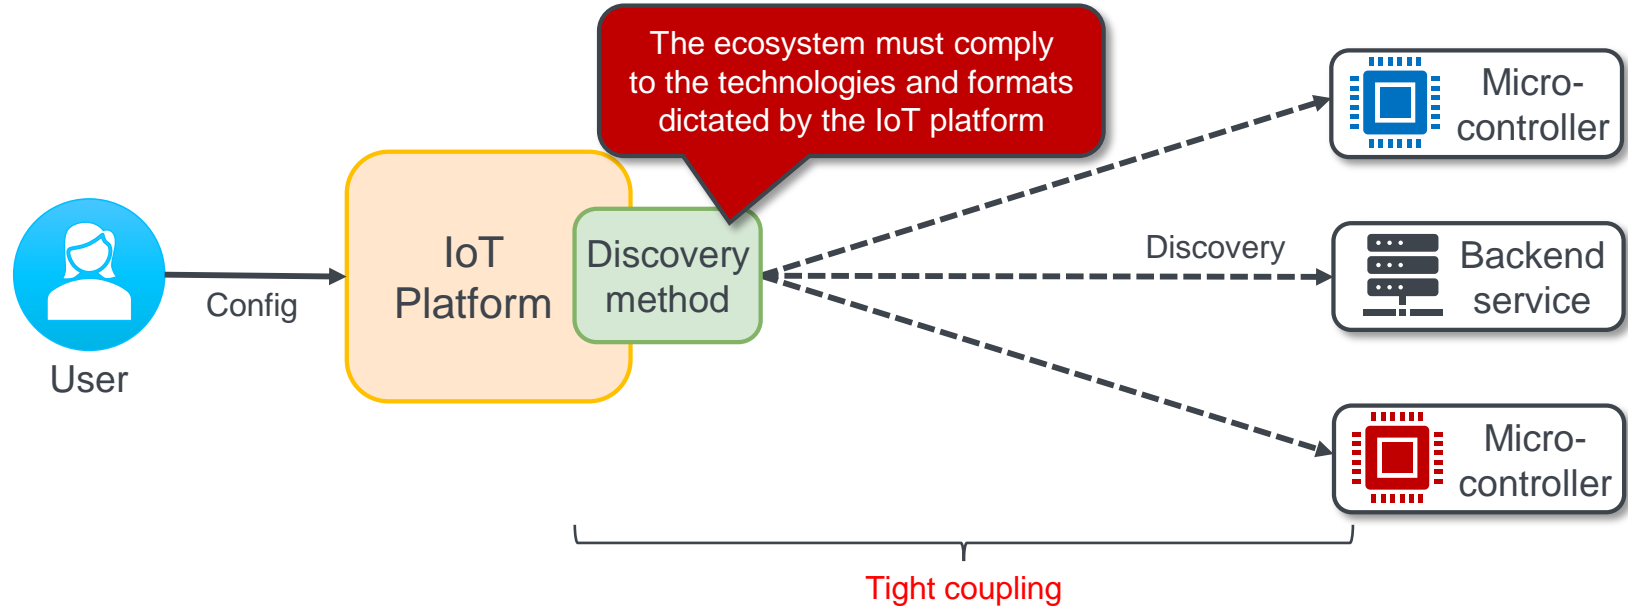 The ecosystem must comply
to the technologies and formats
dictated by the IoT platform
Micro-
controller
IoT
Platform
Discovery
method
Discovery
Backend
service
Config
User
Micro-
controller
Tight coupling